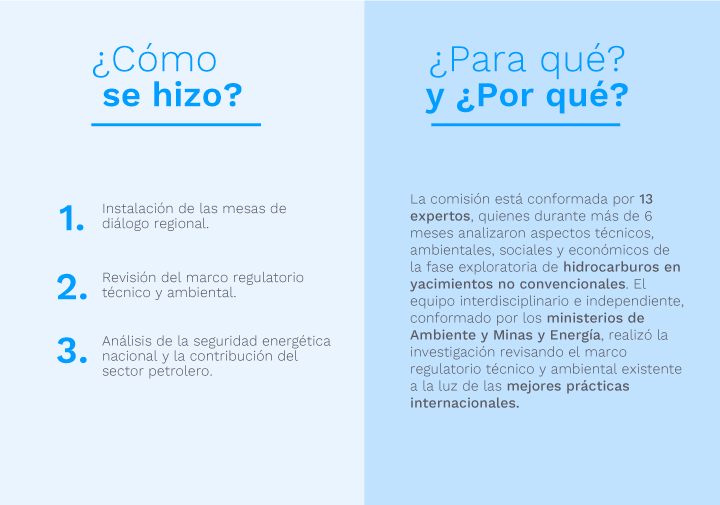 ¿Cómo
se hizo?
1. Instalación de las mesas de
diálogo regional.
2. Revisión del marco regulatorio
técnico y ambiental.
3. Análisis de la seguridad energética
nacional y la contribución del
sector petrolero.
¿Para qué?
y ¿Por qué?
La comisión está conformada por 13
expertos, quienes durante más de 6
meses analizaron aspectos técnicos,
ambientales, sociales y económicos de
la fase exploratoria de hidrocarburos en
yacimientos no convencionales. El
equipo interdisciplinario e independiente,
conformado por los ministerios de
Ambiente y Minas y Energía, realizó la
investigación revisando el marco
regulatorio técnico y ambiental existente
a la luz de las mejores prácticas
internacionales.